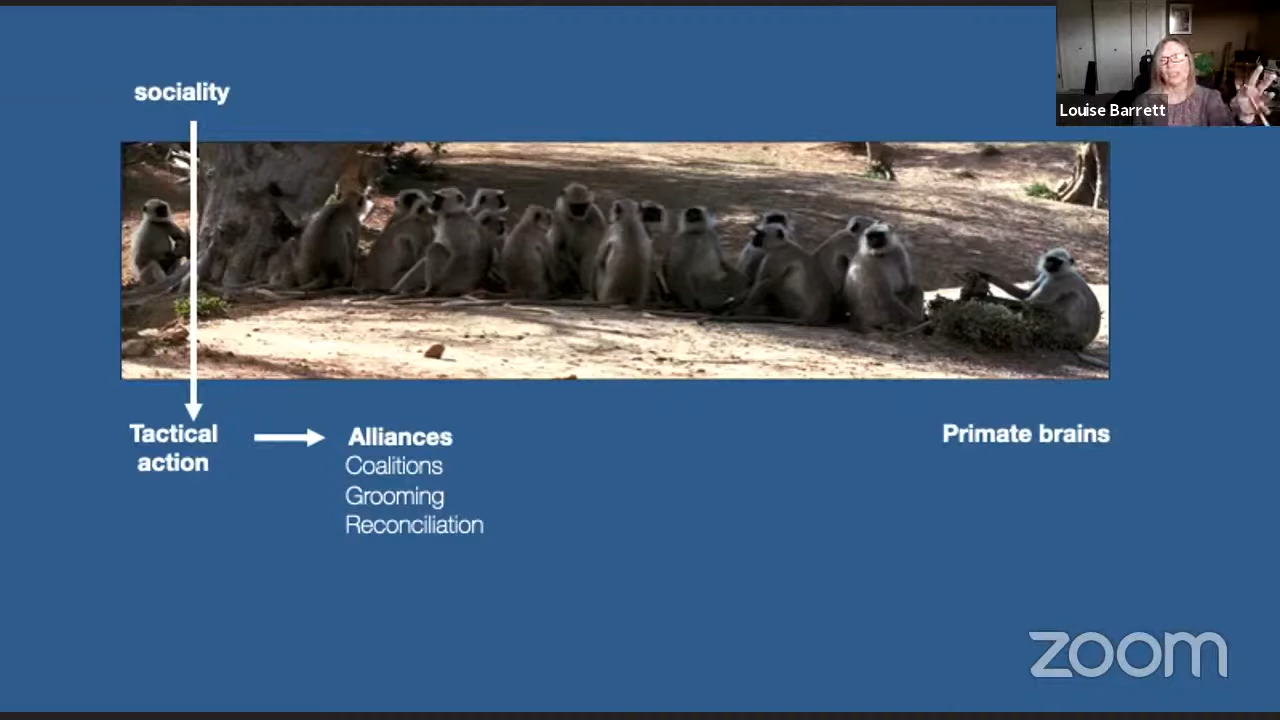 Louise Barrett
sociality
Tactical
action
Alliances
Coalitions
Grooming
Reconciliation
Primate brains
zoom